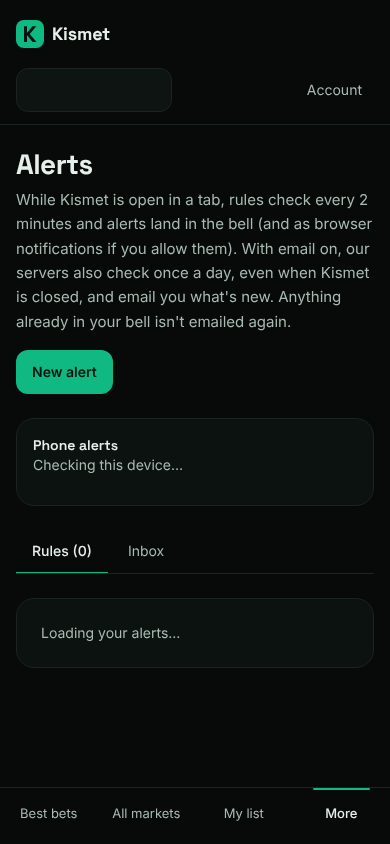 K Kismet
Account
Alerts
While Kismet is open in a tab, rules check every 2
minutes and alerts land in the bell (and as browser
notifications if you allow them). With email on, our
servers also check once a day, even when Kismet
is closed, and email you what's new. Anything
already in your bell isn't emailed again.
New alert
Phone alerts
Checking this device...
Rules (0) Inbox
Loading your alerts...
Best bets All markets My list More